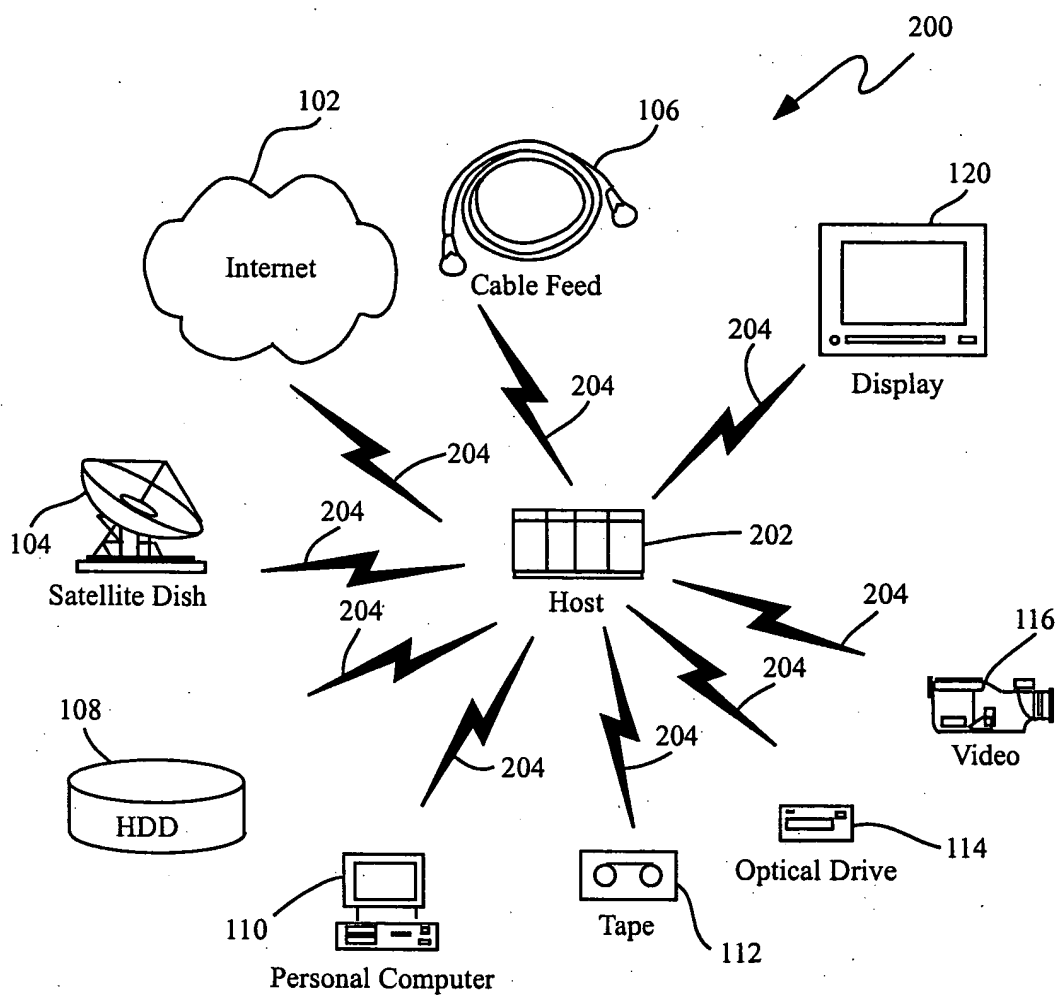 200
102
106
120
Internet
Cable Feed
Display
204
204
204
104
Satellite Dish
204
202
Host
204
204
116
Video
108
HDD
204
204
204
114
Optical Drive
110
Personal Computer
Tape
112